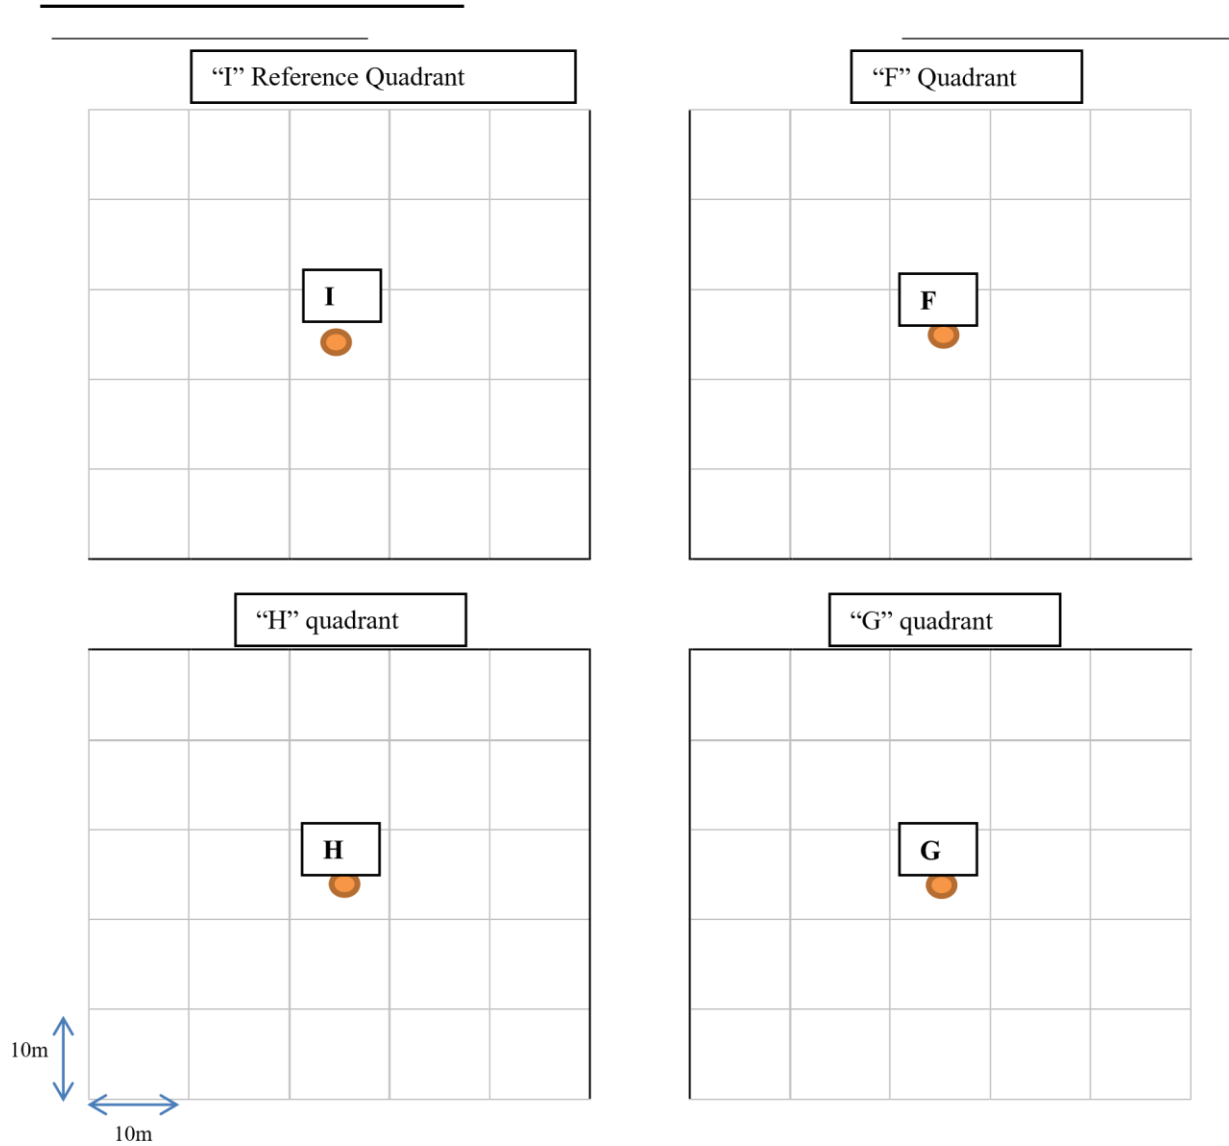 “I” Reference Quadrant
“F” Quadrant
I
F
“H” quadrant
“G” quadrant
H
G
10m
10m